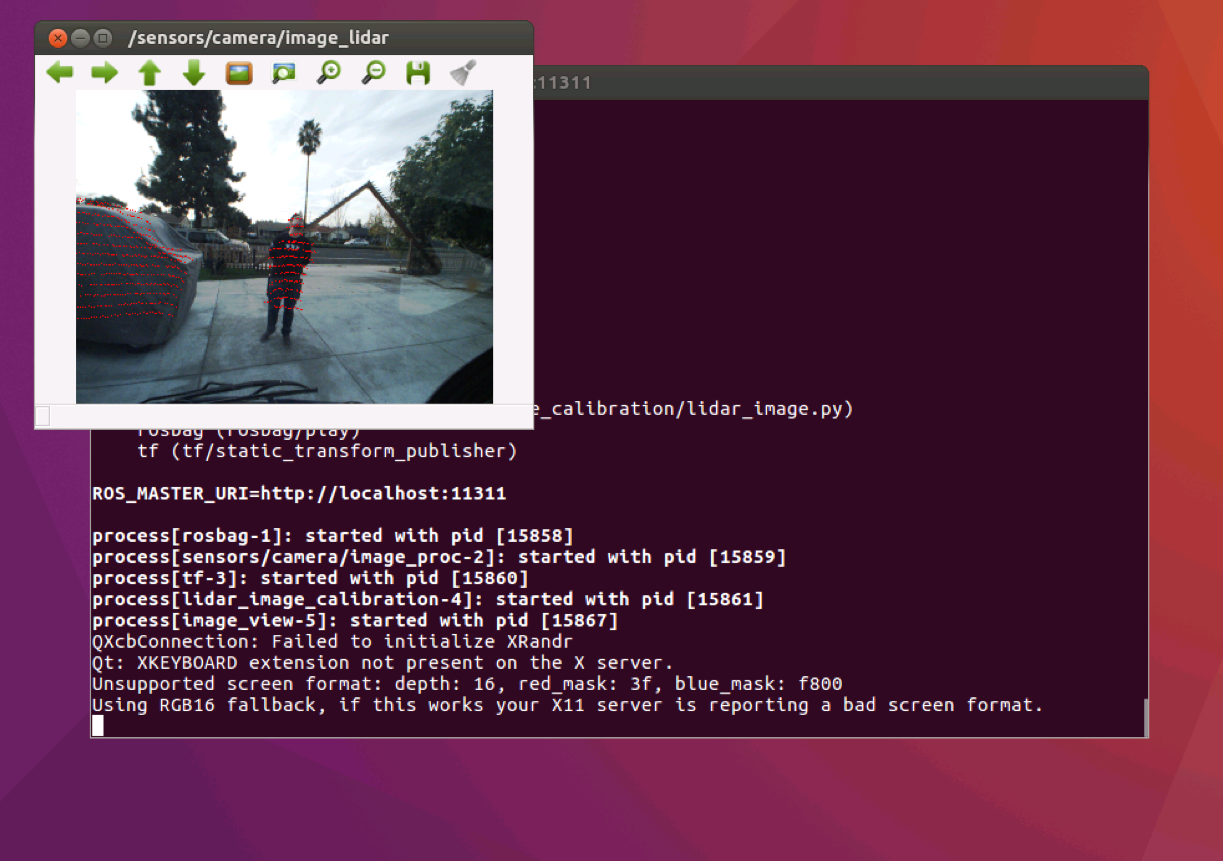 /sensors/camera/image_lidar
:11311
e_calibration/lidar_image.py)
rosbag (rosbag/play)
tf (tf/static_transform_publisher)
ROS_MASTER_URI=http://localhost:11311
process[rosbag-1]: started with pid [15858]
process[sensors/camera/image_proc-2]: started with pid [15859]
process[tf-3]: started with pid [15860]
process[lidar_image_calibration-4]: started with pid [15861]
process[image_view-5]: started with pid [15867]
QXcbConnection: Failed to initialize XRandr
Qt: XKEYBOARD extension not present on the X server.
Unsupported screen format: depth: 16, red_mask: 3f, blue_mask: f800
Using RGB16 fallback, if this works your X11 server is reporting a bad screen format.